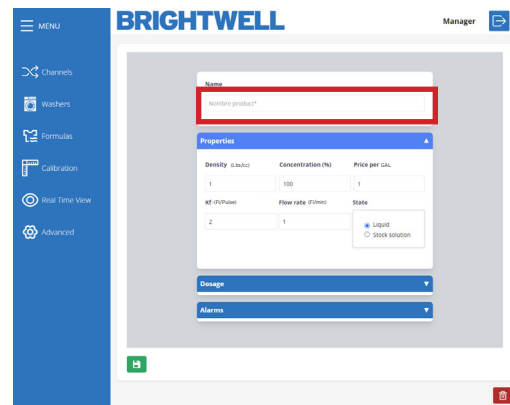 MENU
BRIGHTWELL
Manager
Channels
Washers
Formulas
Calibration
Real Time View
Advanced
Name
Nombre product*
Properties
Density (Lbs/cc) Concentration (%) Price per GAL
1 100 1
Kf (Fl/Pulse) Flow rate (Fl/min) State
2 1
Liquid
Stock solution
Dosage
Alarms